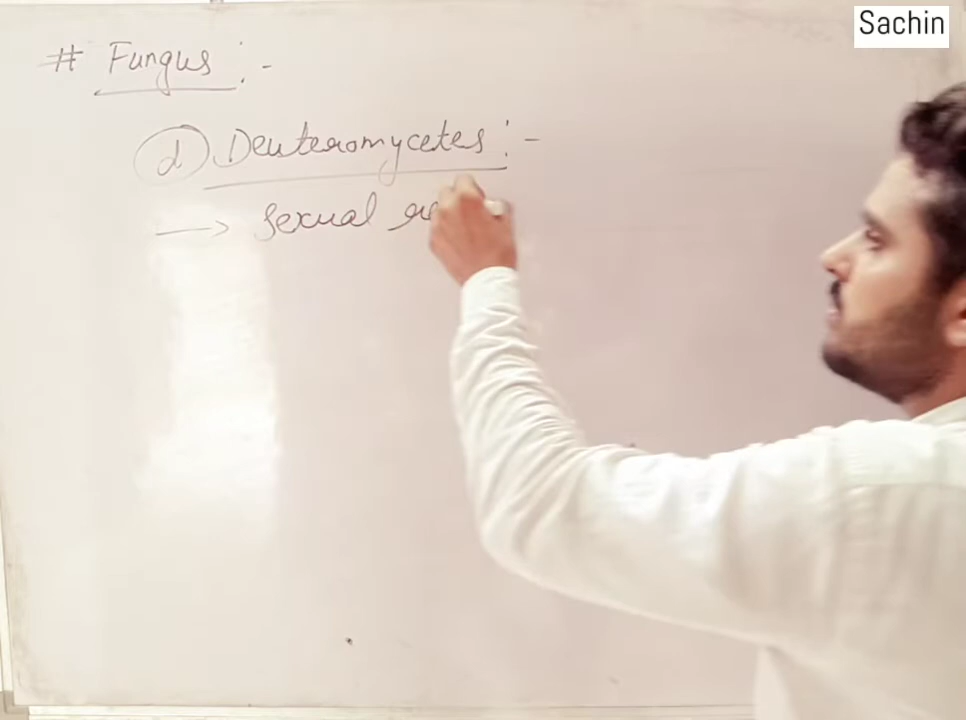 Sachin
# Fungus :-
d) Deuteromycetes :-
→ Sexual